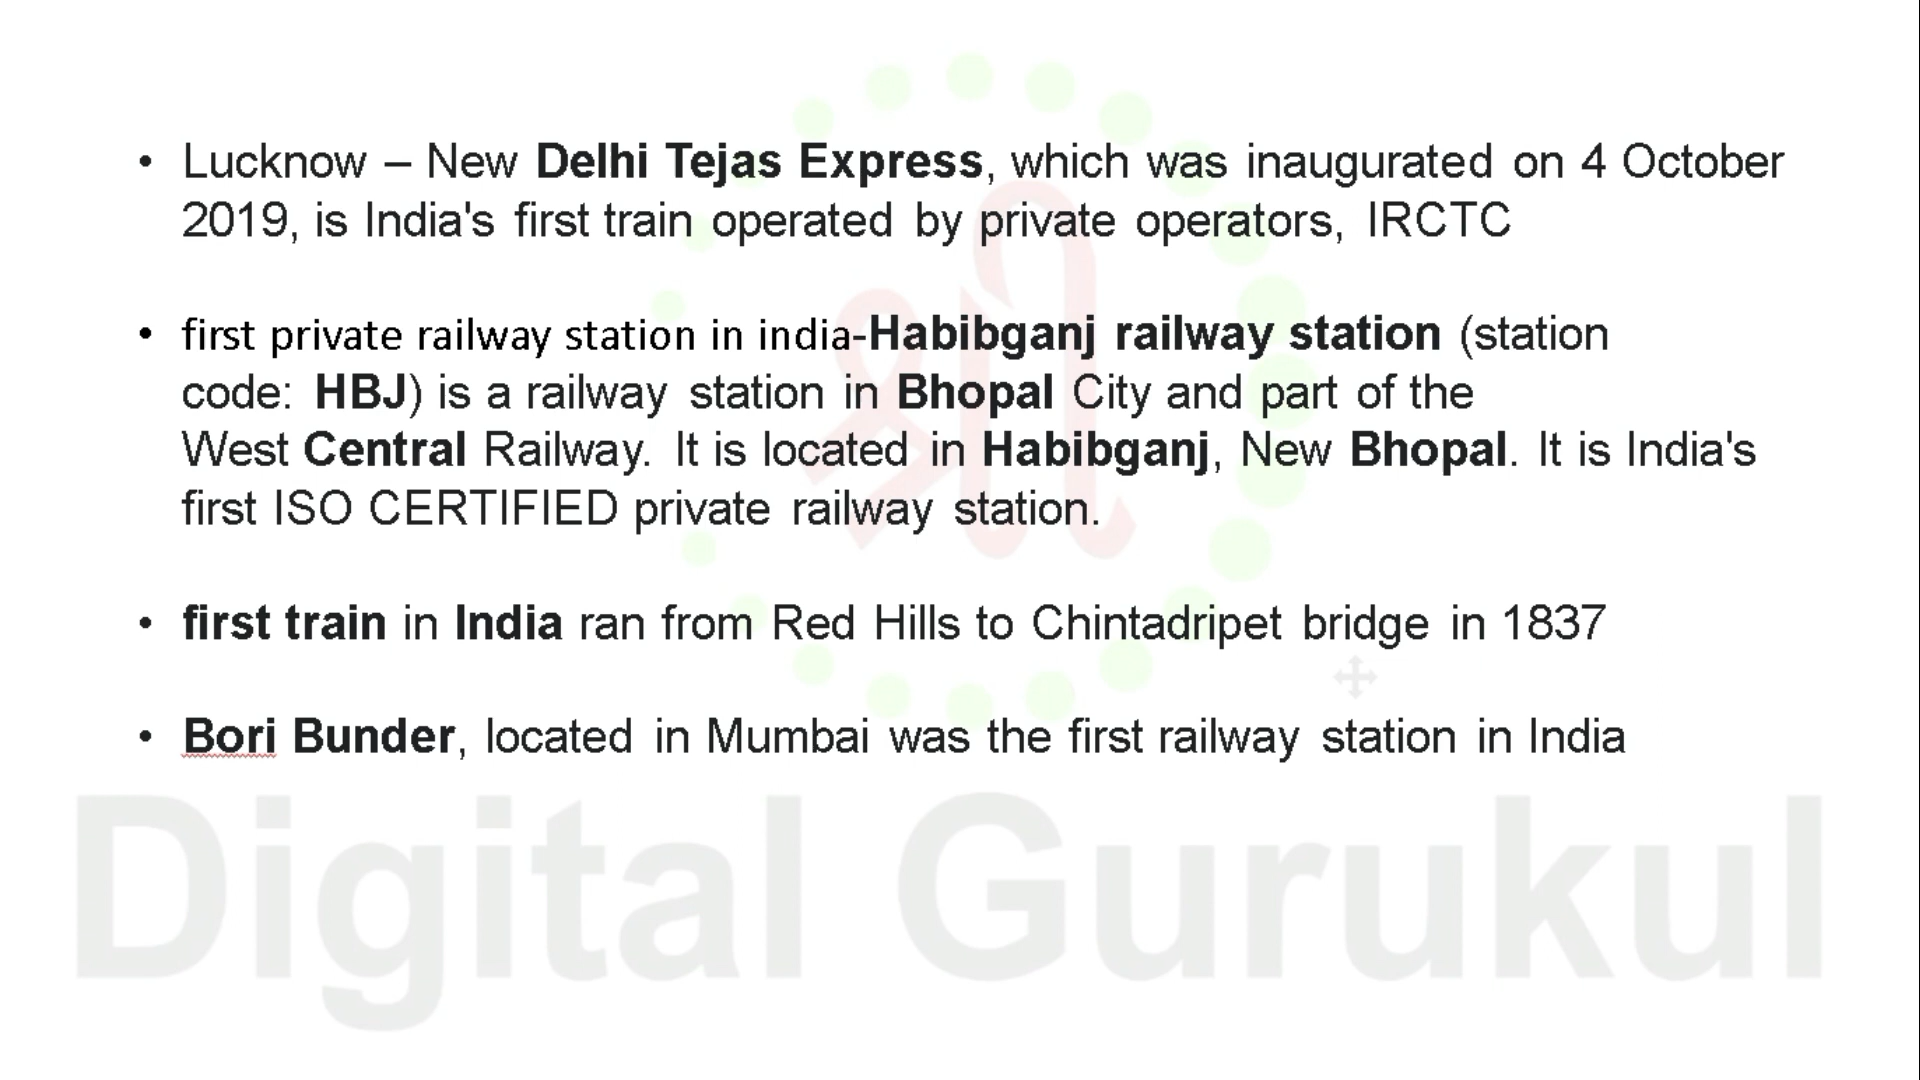 • Lucknow – New Delhi Tejas Express, which was inaugurated on 4 October
2019, is India's first train operated by private operators, IRCTC
• first private railway station in india-Habibganj railway station (station
code: HBJ) is a railway station in Bhopal City and part of the
West Central Railway. It is located in Habibganj, New Bhopal. It is India's
first ISO CERTIFIED private railway station.
• first train in India ran from Red Hills to Chintadripet bridge in 1837
• Bori Bunder, located in Mumbai was the first railway station in India
श्री
Digital Gurukul